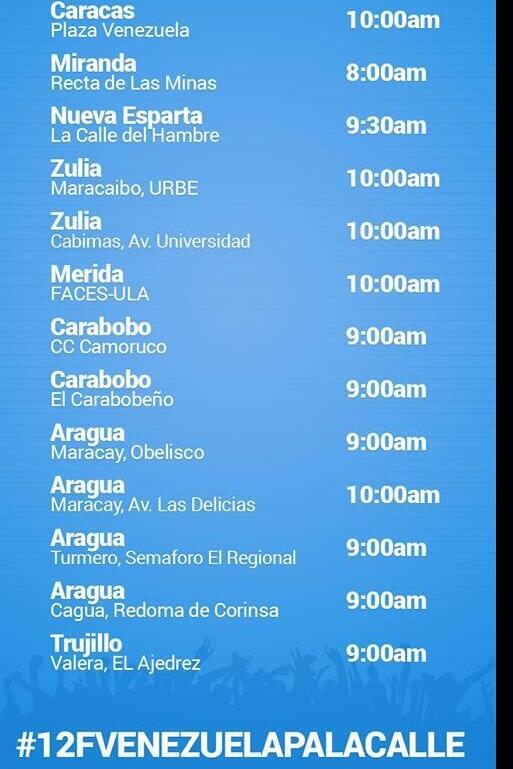 Caracas
Plaza Venezuela
10:00am
Miranda
Recta de Las Minas
8:00am
Nueva Esparta
La Calle del Hambre
9:30am
Zulia
Maracaibo, URBE
10:00am
Zulia
Cabimas, Av. Universidad
10:00am
Merida
FACES-ULA
10:00am
Carabobo
CC Camoruco
9:00am
Carabobo
El Carabobeño
9:00am
Aragua
Maracay, Obelisco
9:00am
Aragua
Maracay, Av. Las Delicias
10:00am
Aragua
Turmero, Semaforo El Regional
9:00am
Aragua
Cagua, Redoma de Corinsa
9:00am
Trujillo
Valera, EL Ajedrez
9:00am
#12FVENEZUELAPALACALLE